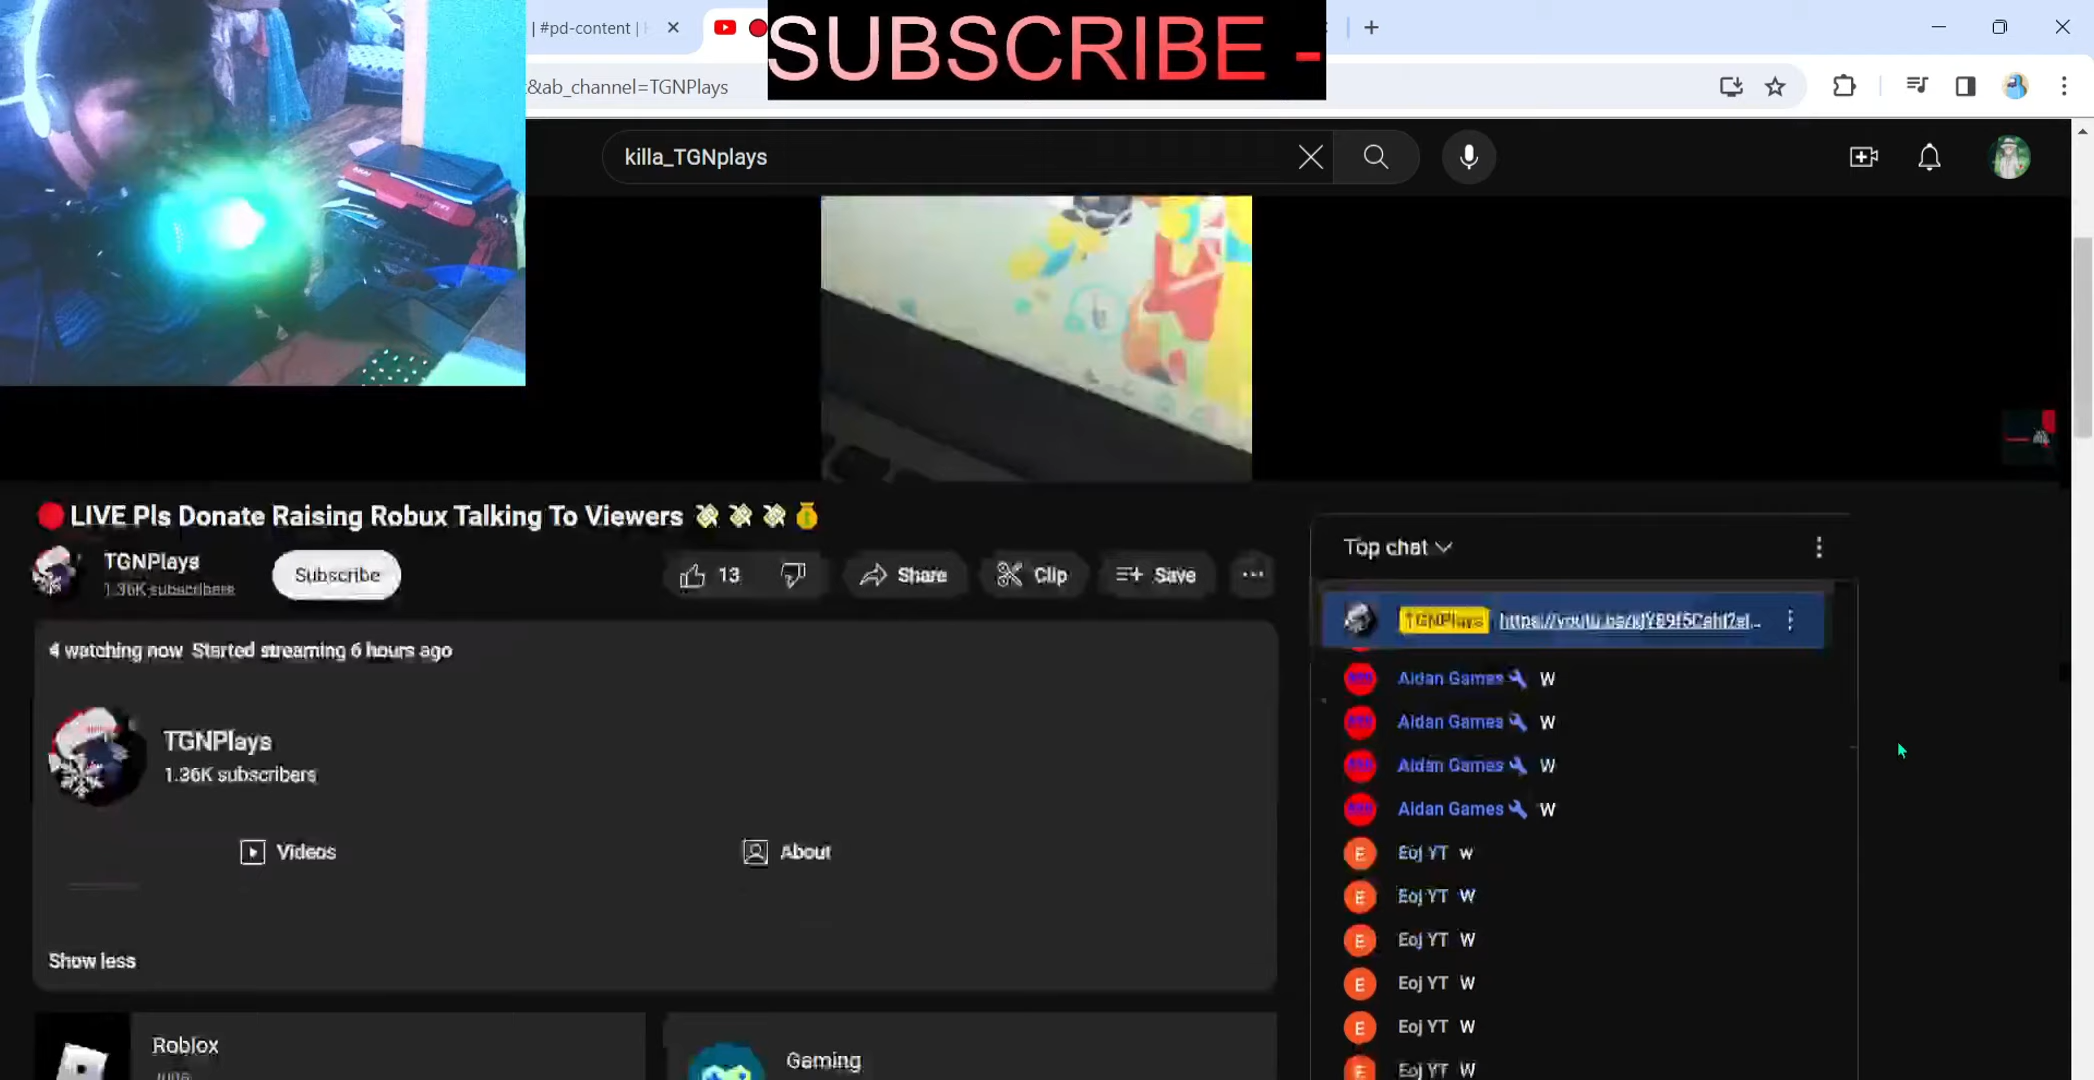 | #pd-content |
SUBSCRIBE -
&ab_channel=TGNPlays
killa_TGNplays
LIVE Pls Donate Raising Robux Talking To Viewers
TGNPlays
1.36K subscribers
Subscribe
13
Share
Clip
Save
4 watching now Started streaming 6 hours ago
TGNPlays
1.36K subscribers
Videos
About
Show less
Roblox
Gaming
Top chat
TGNPlays
Aidan Games W
Aidan Games W
Aidan Games W
Aidan Games W
E Eoj YT w
E Eoj YT W
E Eoj YT W
E Eoj YT W
E Eoj YT W
E Eoj YT W